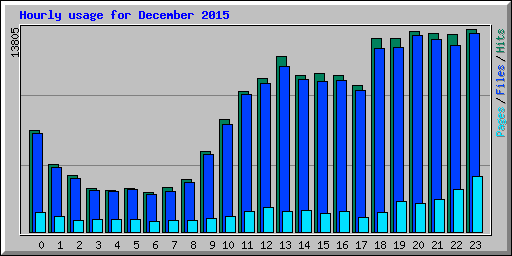 Hourly usage for December 2015
13805
Pages/Files/Hits
0 1 2 3 4 5 6 7 8 9 10 11 12 13 14 15 16 17 18 19 20 21 22 23